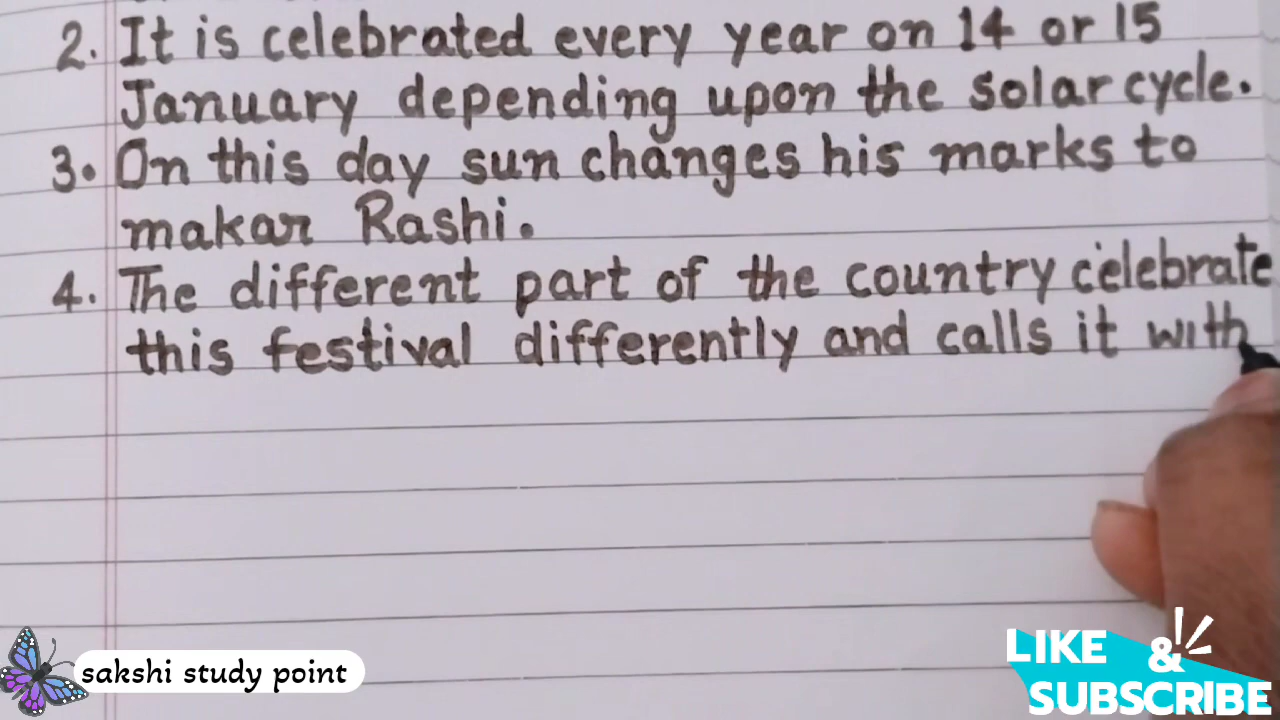 2. It is celebrated every year on 14 or 15
January depending upon the solar cycle.
3. On this day sun changes his marks to
makar Rashi.
4. The different part of the country celebrate
this festival differently and calls it with
sakshi study point
LIKE &
SUBSCRIBE